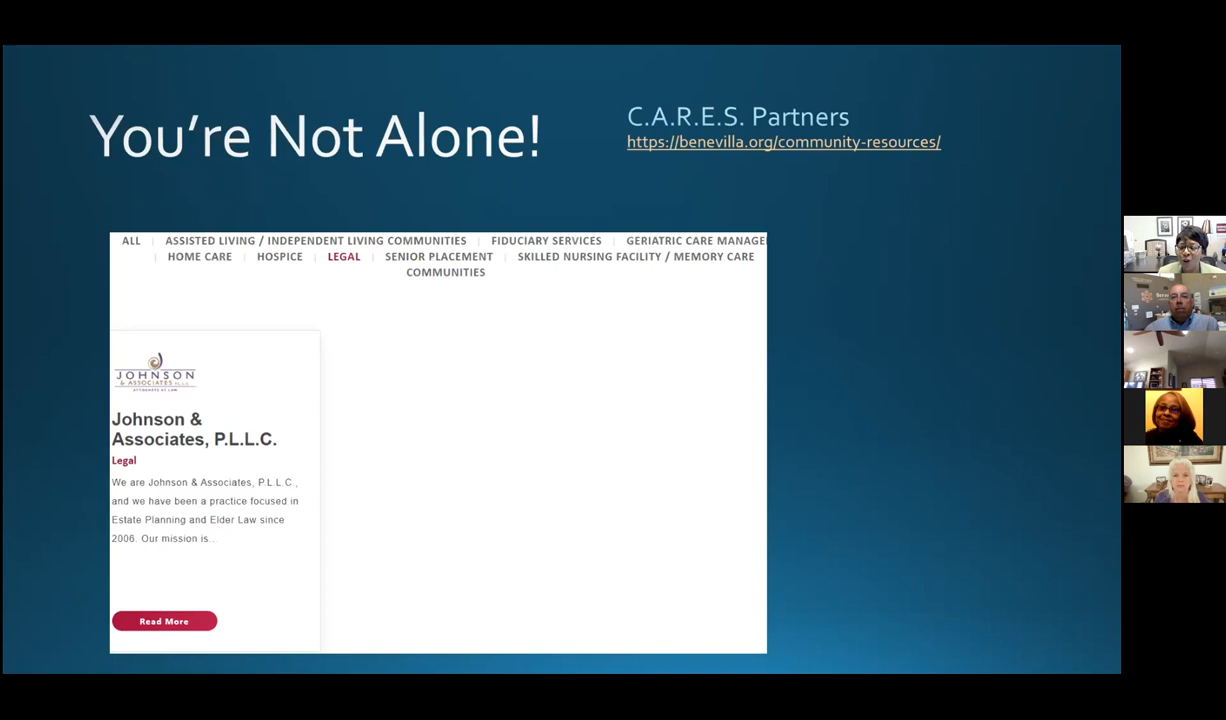 You're Not Alone!
C.A.R.E.S. Partners
https://benevilla.org/community-resources/
ALL | ASSISTED LIVING / INDEPENDENT LIVING COMMUNITIES | FIDUCIARY SERVICES | GERIATRIC CARE MANAGE
| HOME CARE | HOSPICE | LEGAL | SENIOR PLACEMENT | SKILLED NURSING FACILITY / MEMORY CARE
COMMUNITIES
JOHNSON
& ASSOCIATES P.L.L.C.
ATTORNEYS AT LAW
Johnson &
Associates, P.L.L.C.
Legal
We are Johnson & Associates, P.L.L.C.,
and we have been a practice focused in
Estate Planning and Elder Law since
2006. Our mission is...
Read More